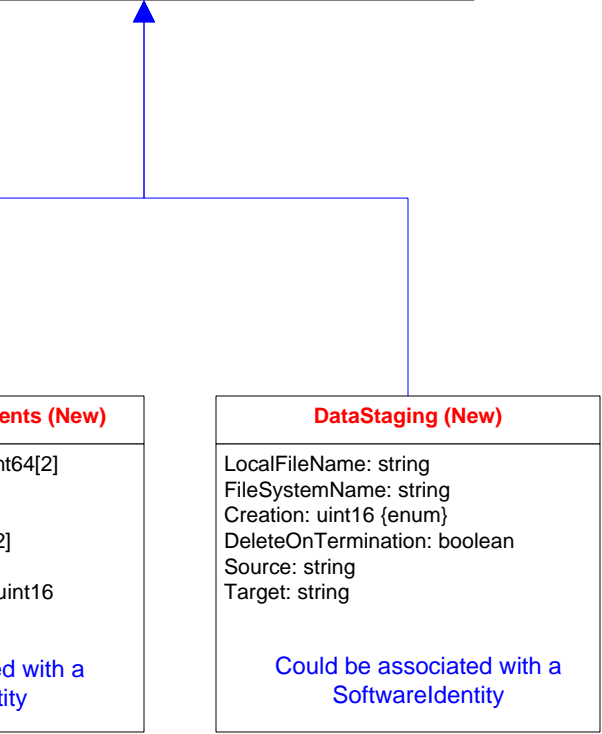 ents (New)
nt64[2]
2]
uint16
ed with a
tity
DataStaging (New)
LocalFileName: string
FileSystemName: string
Creation: uint16 {enum}
DeleteOnTermination: boolean
Source: string
Target: string
Could be associated with a
SoftwareIdentity